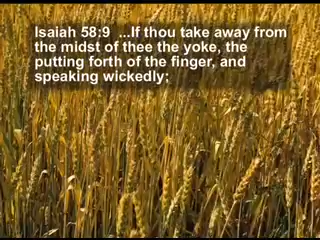 Isaiah 58:9 ...If thou take away from
the midst of thee the yoke, the
putting forth of the finger, and
speaking wickedly;